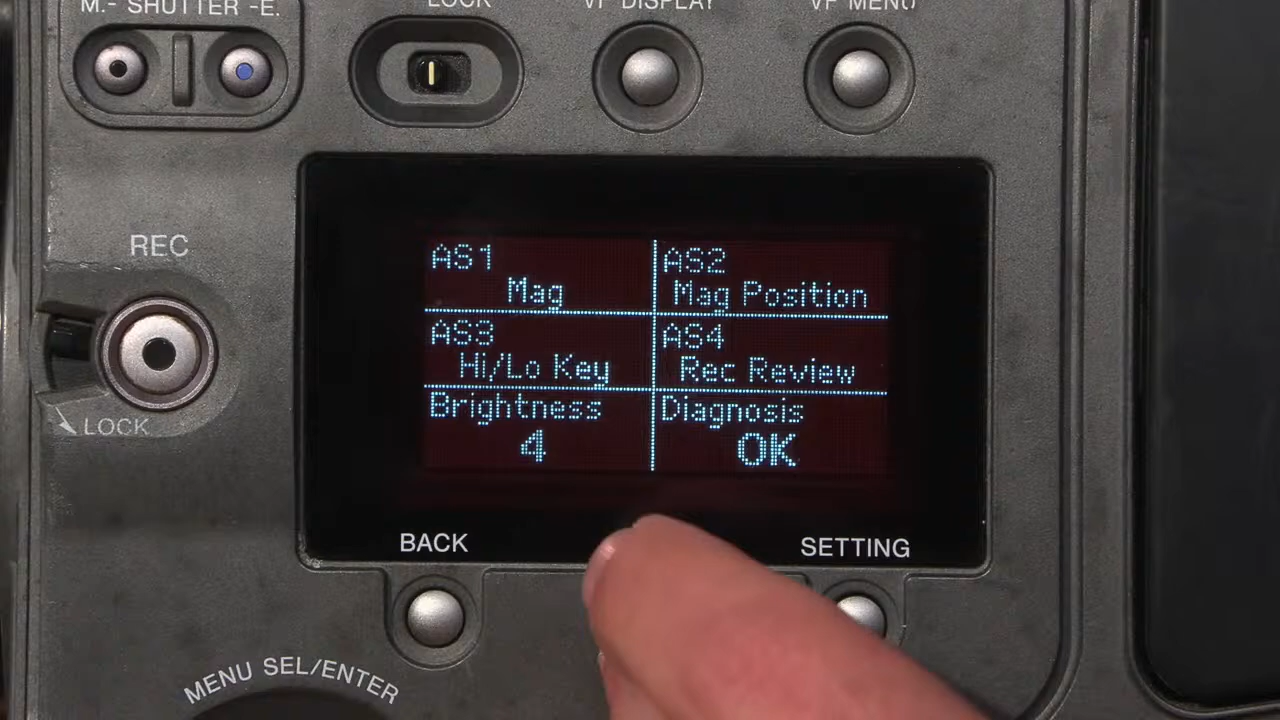 M.- SHUTTER -E.
LOCK
VF DISPLAY
VF MENU
REC
LOCK
AS1
Mag
AS2
Mag Position
AS3
Hi/Lo Key
AS4
Rec Review
Brightness
4
Diagnosis
OK
BACK
SETTING
MENU SEL/ENTER